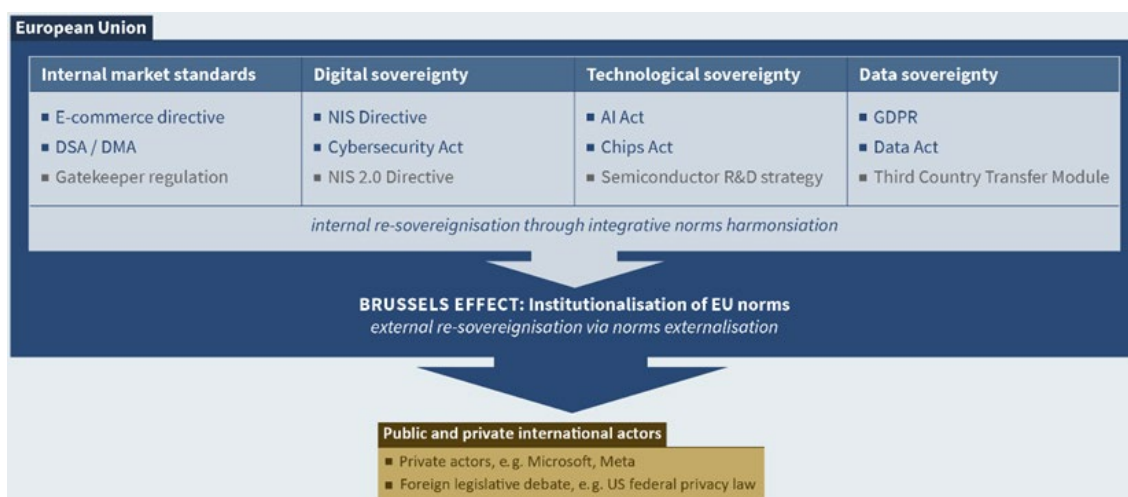 European Union
Internal market standards
E-commerce directive
DSA / DMA
Gatekeeper regulation
Digital sovereignty
NIS Directive
Cybersecurity Act
NIS 2.0 Directive
Technological sovereignty
AI Act
Chips Act
Semiconductor R&D strategy
Data sovereignty
GDPR
Data Act
Third Country Transfer Module
internal re-sovereignisation through integrative norms harmonsiation
BRUSSELS EFFECT: Institutionalisation of EU norms
external re-sovereignisation via norms externalisation
Public and private international actors
Private actors, e. g. Microsoft, Meta
Foreign legislative debate, e. g. US federal privacy law